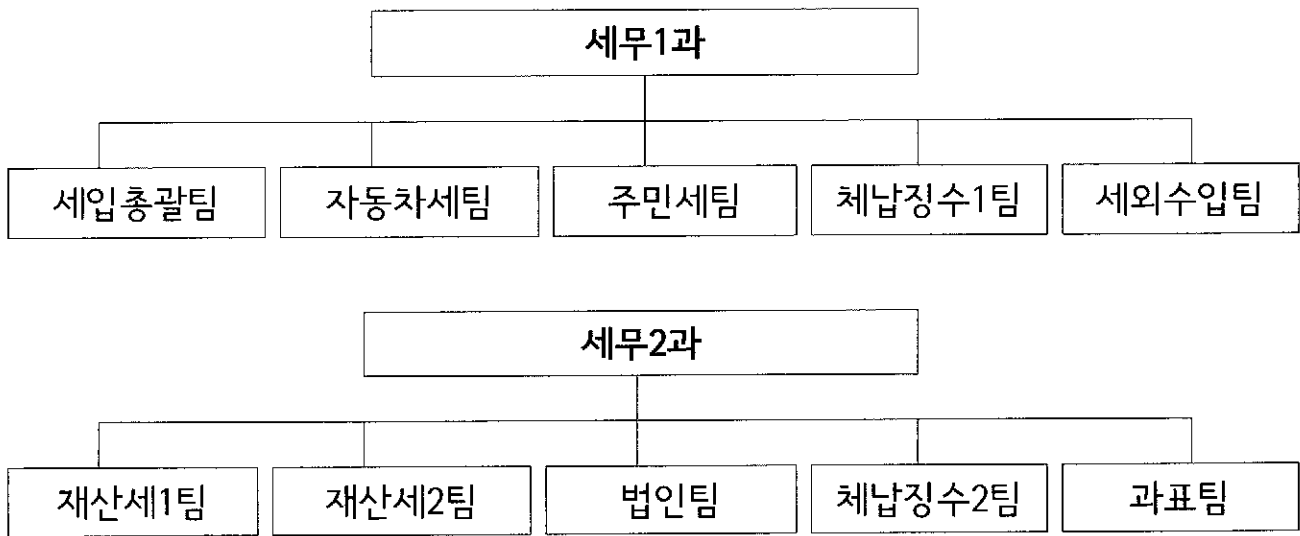 세무1과
세입총괄팀 자동차세팀 주민세팀 체납징수1팀 세외수입팀
세무2과
재산세1팀 재산세2팀 법인팀 체납징수2팀 과표팀